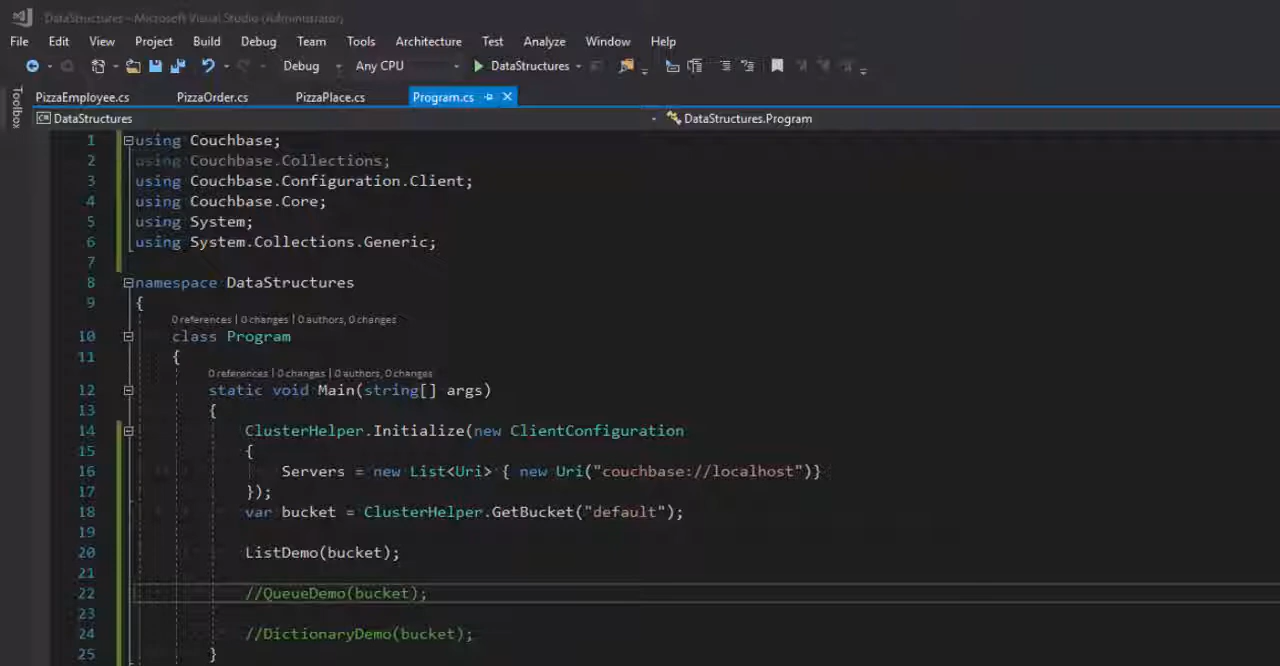 DataStructures - Microsoft Visual Studio (Administrator)
File Edit View Project Build Debug Team Tools Architecture Test Analyze Window Help
Debug Any CPU DataStructures
Toolbox
PizzaEmployee.cs PizzaOrder.cs PizzaPlace.cs Program.cs
DataStructures DataStructures.Program
1 using Couchbase;
2 using Couchbase.Collections;
3 using Couchbase.Configuration.Client;
4 using Couchbase.Core;
5 using System;
6 using System.Collections.Generic;
7
8 namespace DataStructures
9 {
0 references | 0 changes | 0 authors, 0 changes
10 class Program
11 {
0 references | 0 changes | 0 authors, 0 changes
12 static void Main(string[] args)
13 {
14 ClusterHelper.Initialize(new ClientConfiguration
15 {
16 Servers = new List<Uri> { new Uri("couchbase://localhost")}
17 });
18 var bucket = ClusterHelper.GetBucket("default");
19
20 ListDemo(bucket);
21
22 //QueueDemo(bucket);
23
24 //DictionaryDemo(bucket);
25 }